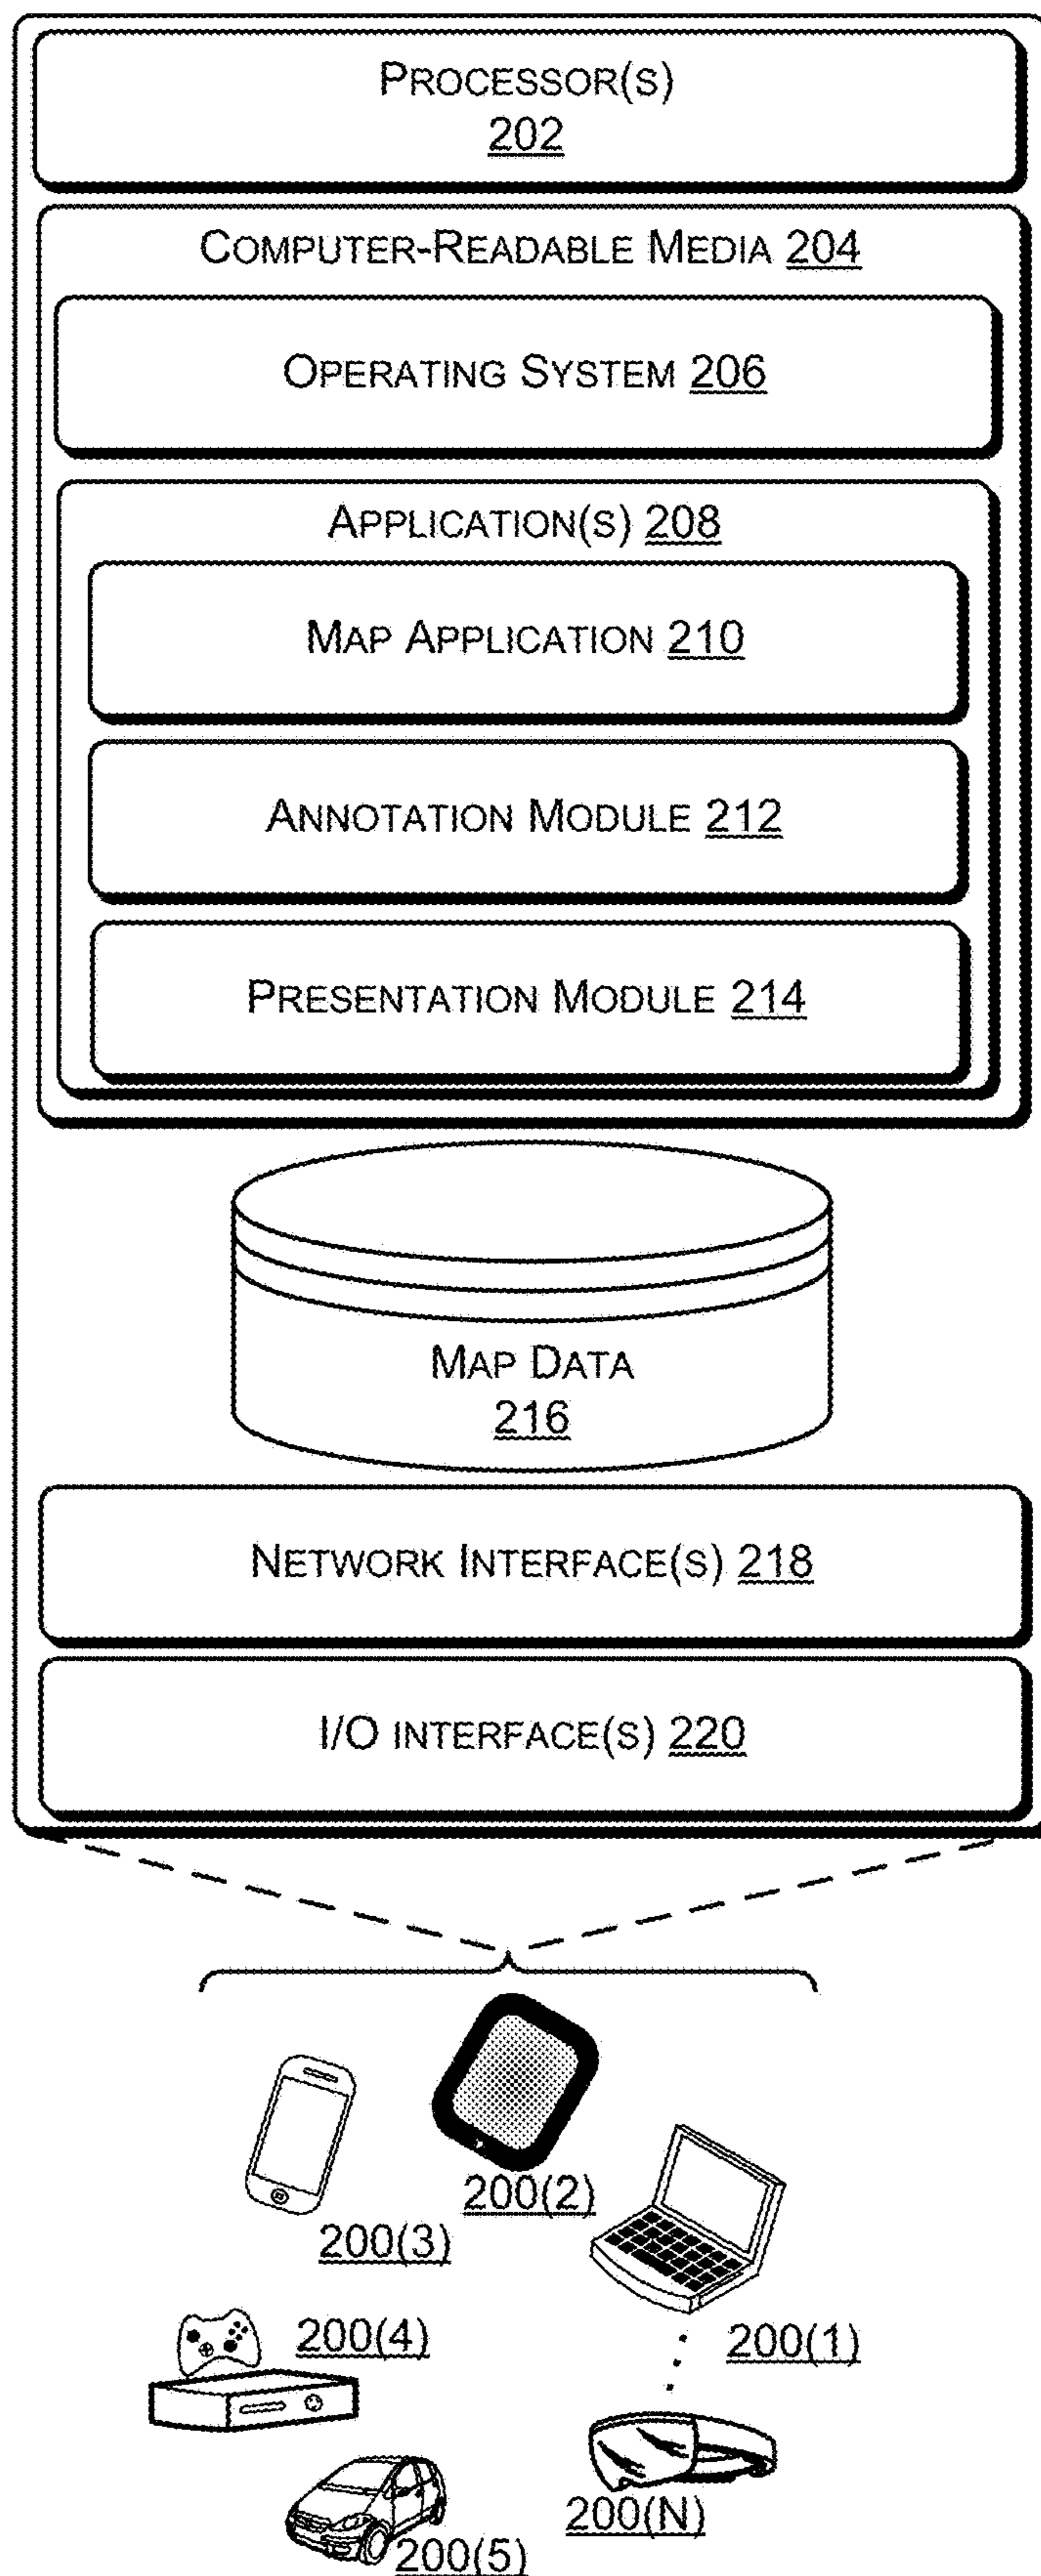 PROCESSOR(S)
202
COMPUTER-READABLE MEDIA 204
OPERATING SYSTEM 206
APPLICATION(S) 208
MAP APPLICATION 210
ANNOTATION MODULE 212
PRESENTATION MODULE 214
MAP DATA
216
NETWORK INTERFACE(S) 218
I/O INTERFACE(S) 220
200(2)
200(3)
200(4)
200(1)
200(N)
200(5)